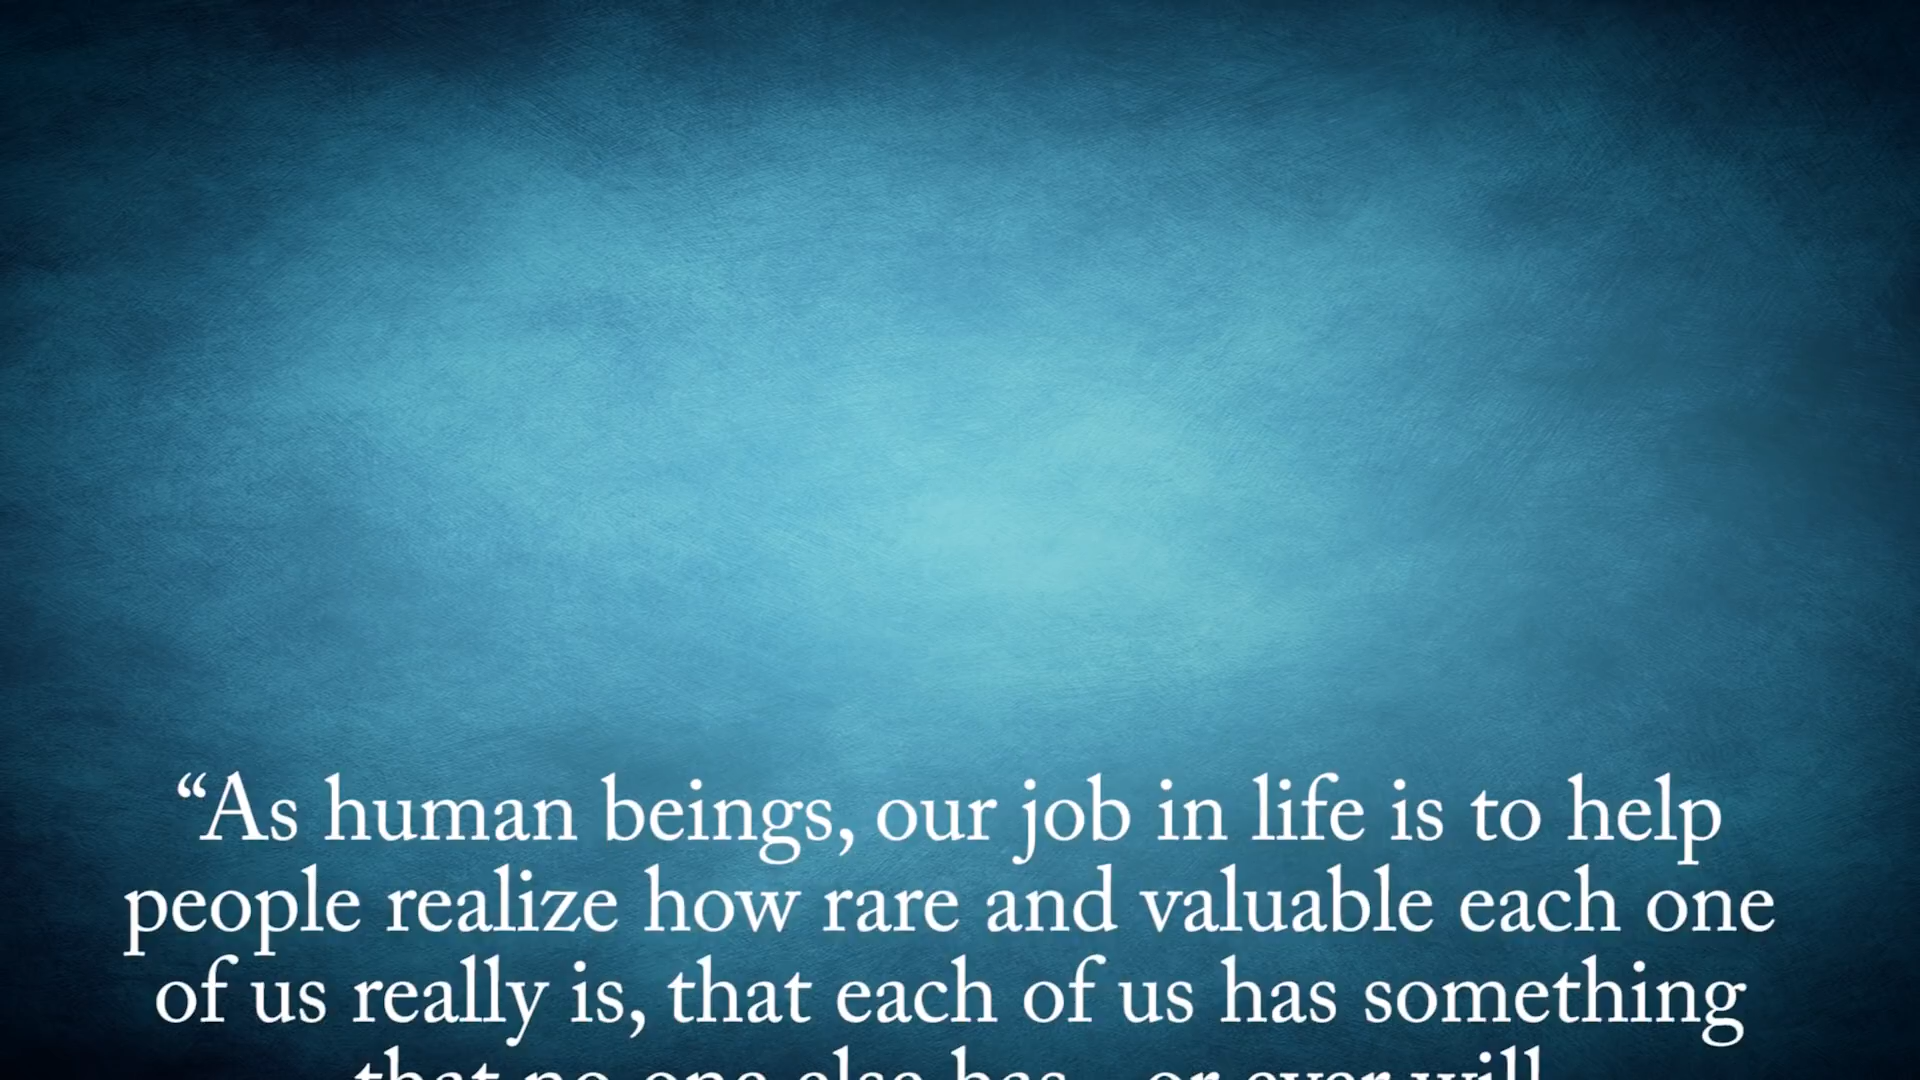 “As human beings, our job in life is to help
people realize how rare and valuable each one
of us really is, that each of us has something
that no one else has—or ever will